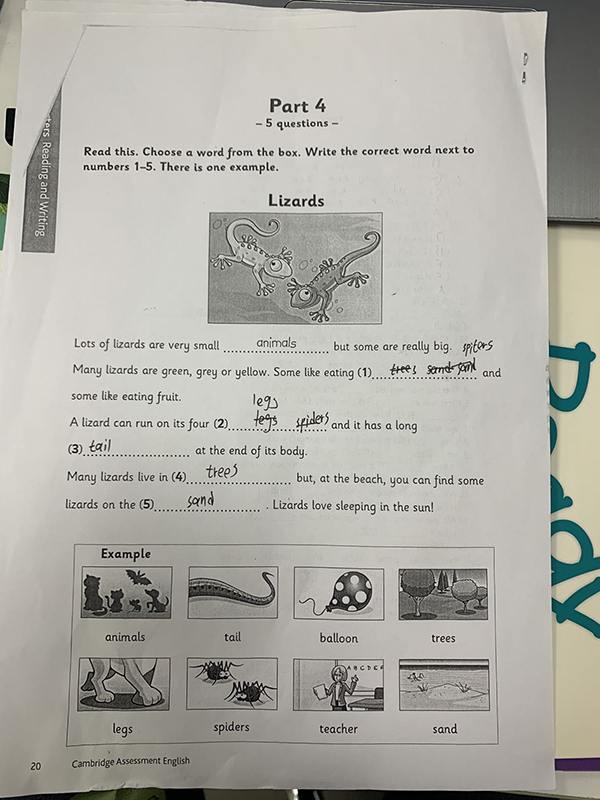 Part 4
– 5 questions –
Read this. Choose a word from the box. Write the correct word next to
numbers 1–5. There is one example.
Reading and Writing
Lizards
Lots of lizards are very small animals but some are really big. spiters
Many lizards are green, grey or yellow. Some like eating (1) trees sand sand and
some like eating fruit.
legs
A lizard can run on its four (2) legs spiders and it has a long
(3) tail at the end of its body.
Many lizards live in (4) trees but, at the beach, you can find some
lizards on the (5) sand . Lizards love sleeping in the sun!
Example
animals tail balloon trees
A B C D E F
legs spiders teacher sand
20 Cambridge Assessment English
Ready